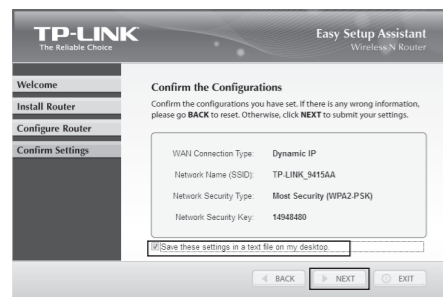 TP-LINK
The Reliable Choice
Easy Setup Assistant
Wireless N Router
Welcome
Install Router
Configure Router
Confirm Settings
Confirm the Configurations
Confirm the configurations you have set. If there is any wrong information,
please go BACK to reset. Otherwise, click NEXT to submit your settings.
WAN Connection Type: Dynamic IP
Network Name (SSID): TP-LINK_9415AA
Network Security Type: Most Security (WPA2-PSK)
Network Security Key: 14948480
Save these settings in a text file on my desktop.
BACK NEXT EXIT